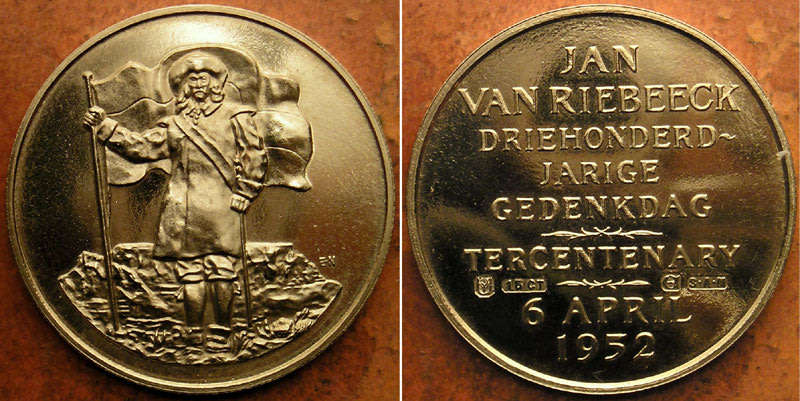 EN
JAN
VAN RIEBEECK
DRIEHONDERD~
JARIGE
GEDENKDAG
TERCENTENARY
6 APRIL
1952